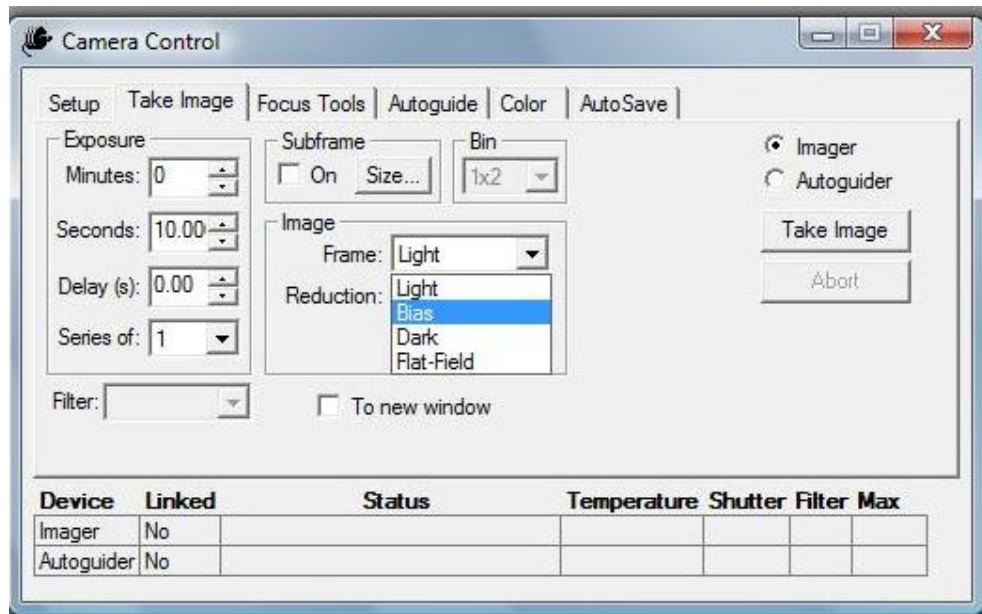 Camera Control
Setup Take Image Focus Tools Autoguide Color AutoSave
Exposure
Minutes: 0
Seconds: 10.00
Delay (s): 0.00
Series of: 1
Subframe
On Size...
Bin
1x2
Image
Frame: Light
Reduction:
Light
Bias
Dark
Flat-Field
Imager
Autoguider
Take Image
Abort
Filter:
To new window
Device Linked Status Temperature Shutter Filter Max
Imager No
Autoguider No